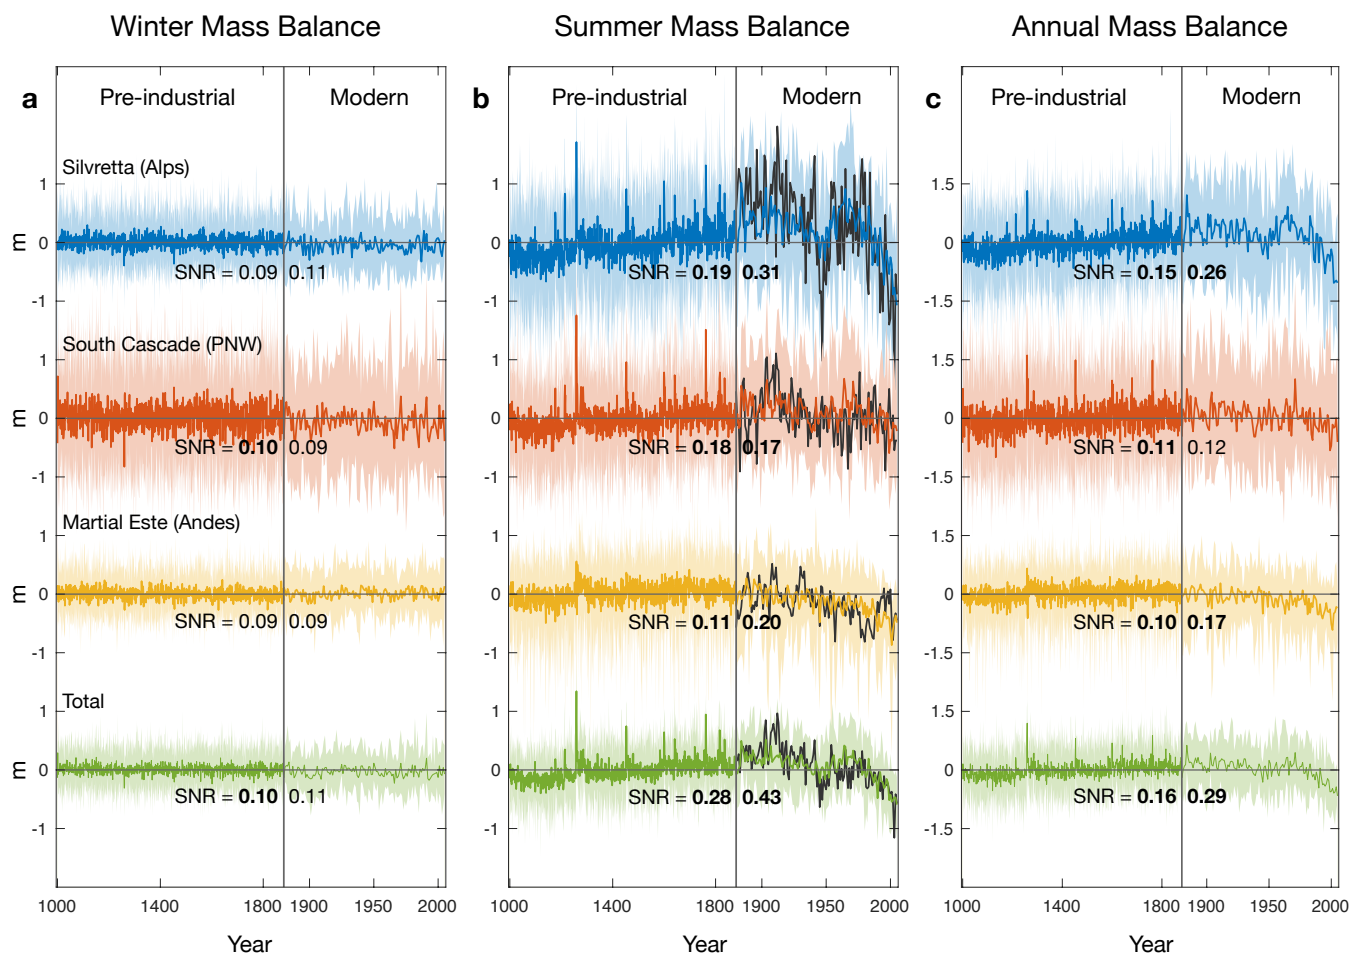 Winter Mass Balance
Summer Mass Balance
Annual Mass Balance
a
Pre-industrial
Modern
b
Pre-industrial
Modern
c
Pre-industrial
Modern
Silvretta (Alps)
1
0
-1
m
SNR = 0.09 0.11
1
0
-1
SNR = 0.19 0.31
1.5
0
-1.5
SNR = 0.15 0.26
South Cascade (PNW)
1
0
-1
m
SNR = 0.10 0.09
1
0
-1
SNR = 0.18 0.17
1.5
0
-1.5
SNR = 0.11 0.12
Martial Este (Andes)
1
0
-1
m
SNR = 0.09 0.09
1
0
-1
SNR = 0.11 0.20
1.5
0
-1.5
SNR = 0.10 0.17
Total
1
0
-1
m
SNR = 0.10 0.11
1
0
-1
SNR = 0.28 0.43
1.5
0
-1.5
SNR = 0.16 0.29
1000 1400 1800 1900 1950 2000
1000 1400 1800 1900 1950 2000
1000 1400 1800 1900 1950 2000
Year
Year
Year